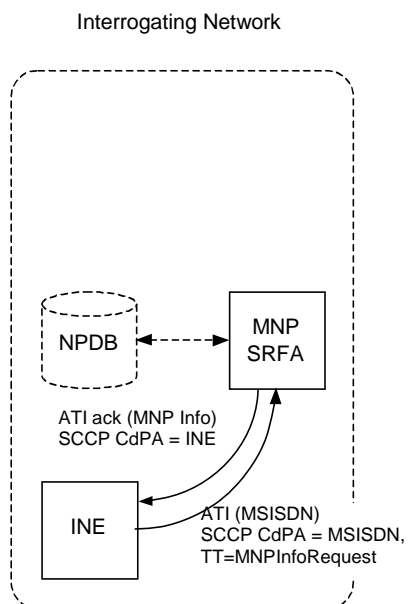 Interrogating Network
NPDB
MNP
SRFA
ATI ack (MNP Info)
SCCP CdPA = INE
INE
ATI (MSISDN)
SCCP CdPA = MSISDN,
TT=MNPInfoRequest